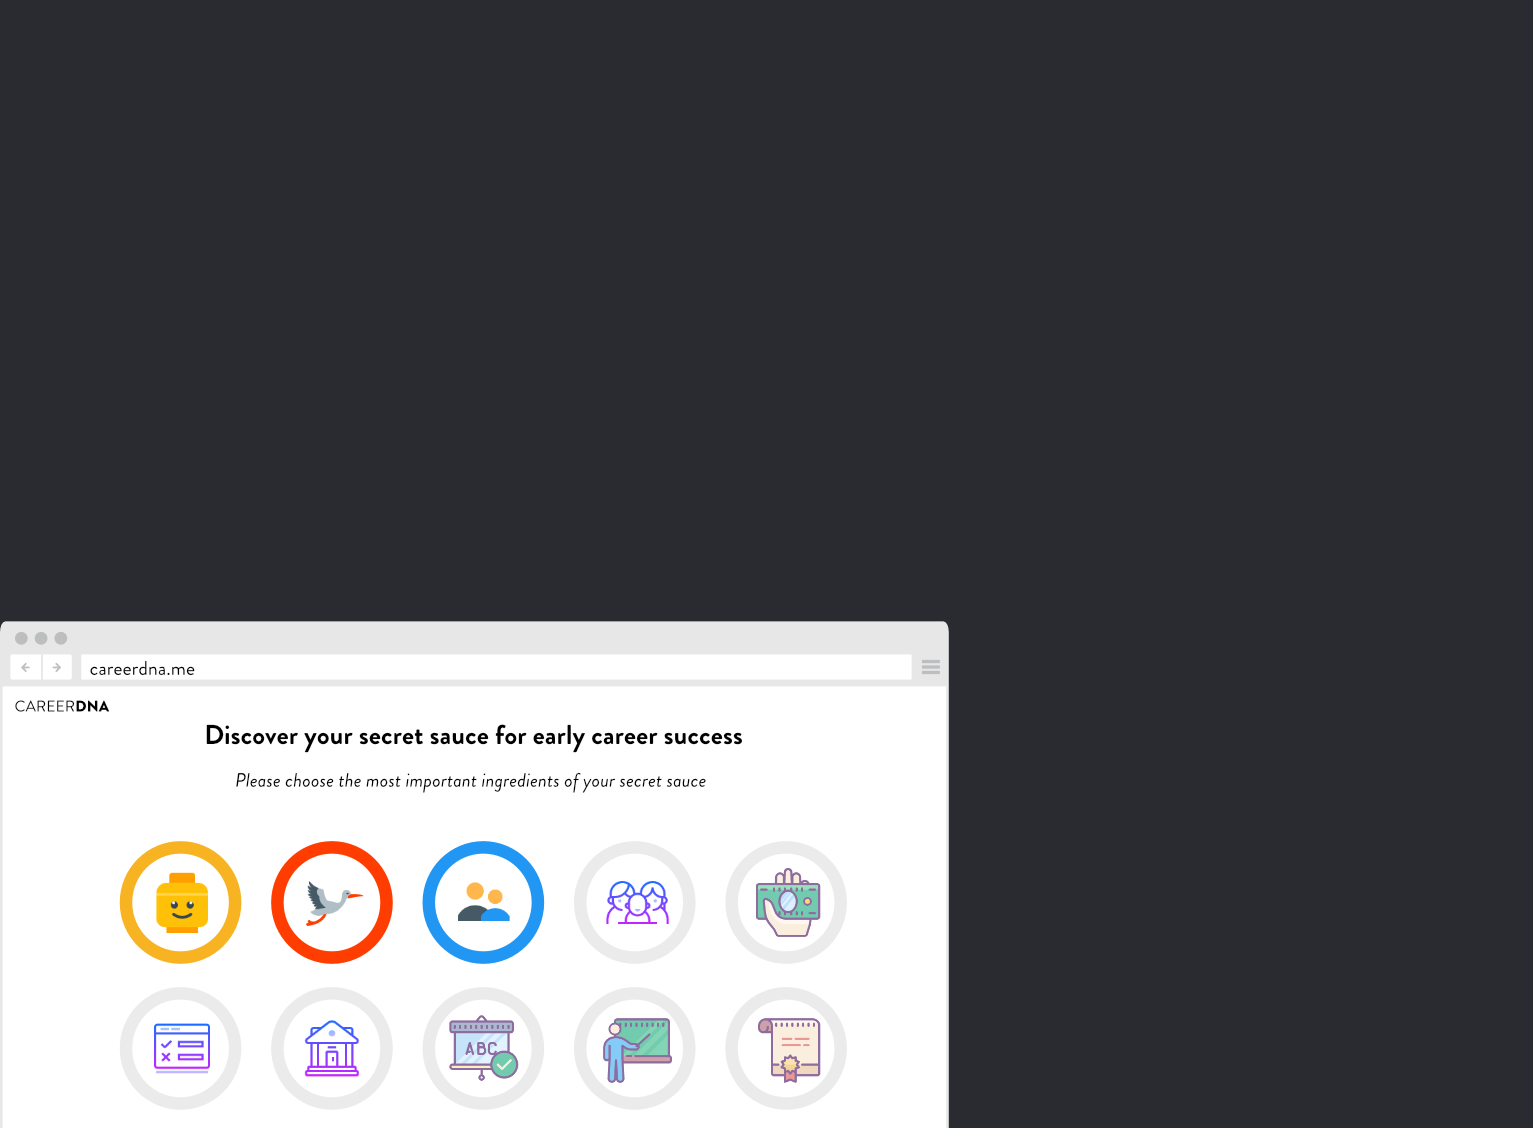 careerdna.me
CAREERDNA
Discover your secret sauce for early career success
Please choose the most important ingredients of your secret sauce
ABC